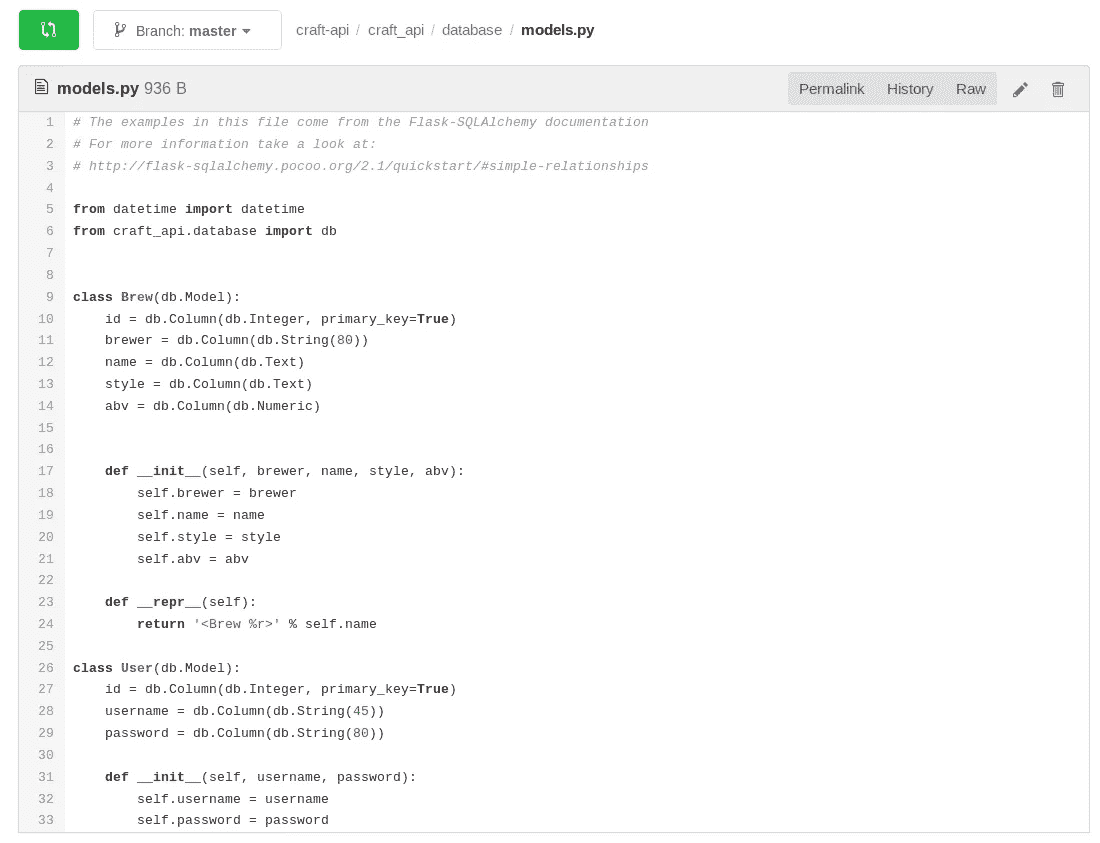 Branch: master craft-api / craft_api / database / models.py
models.py 936 B Permalink History Raw
1 # The examples in this file come from the Flask-SQLAlchemy documentation
2 # For more information take a look at:
3 # http://flask-sqlalchemy.pocoo.org/2.1/quickstart/#simple-relationships
4
5 from datetime import datetime
6 from craft_api.database import db
7
8
9 class Brew(db.Model):
10     id = db.Column(db.Integer, primary_key=True)
11     brewer = db.Column(db.String(80))
12     name = db.Column(db.Text)
13     style = db.Column(db.Text)
14     abv = db.Column(db.Numeric)
15
16
17     def __init__(self, brewer, name, style, abv):
18         self.brewer = brewer
19         self.name = name
20         self.style = style
21         self.abv = abv
22
23     def __repr__(self):
24         return '<Brew %r>' % self.name
25
26 class User(db.Model):
27     id = db.Column(db.Integer, primary_key=True)
28     username = db.Column(db.String(45))
29     password = db.Column(db.String(80))
30
31     def __init__(self, username, password):
32         self.username = username
33         self.password = password